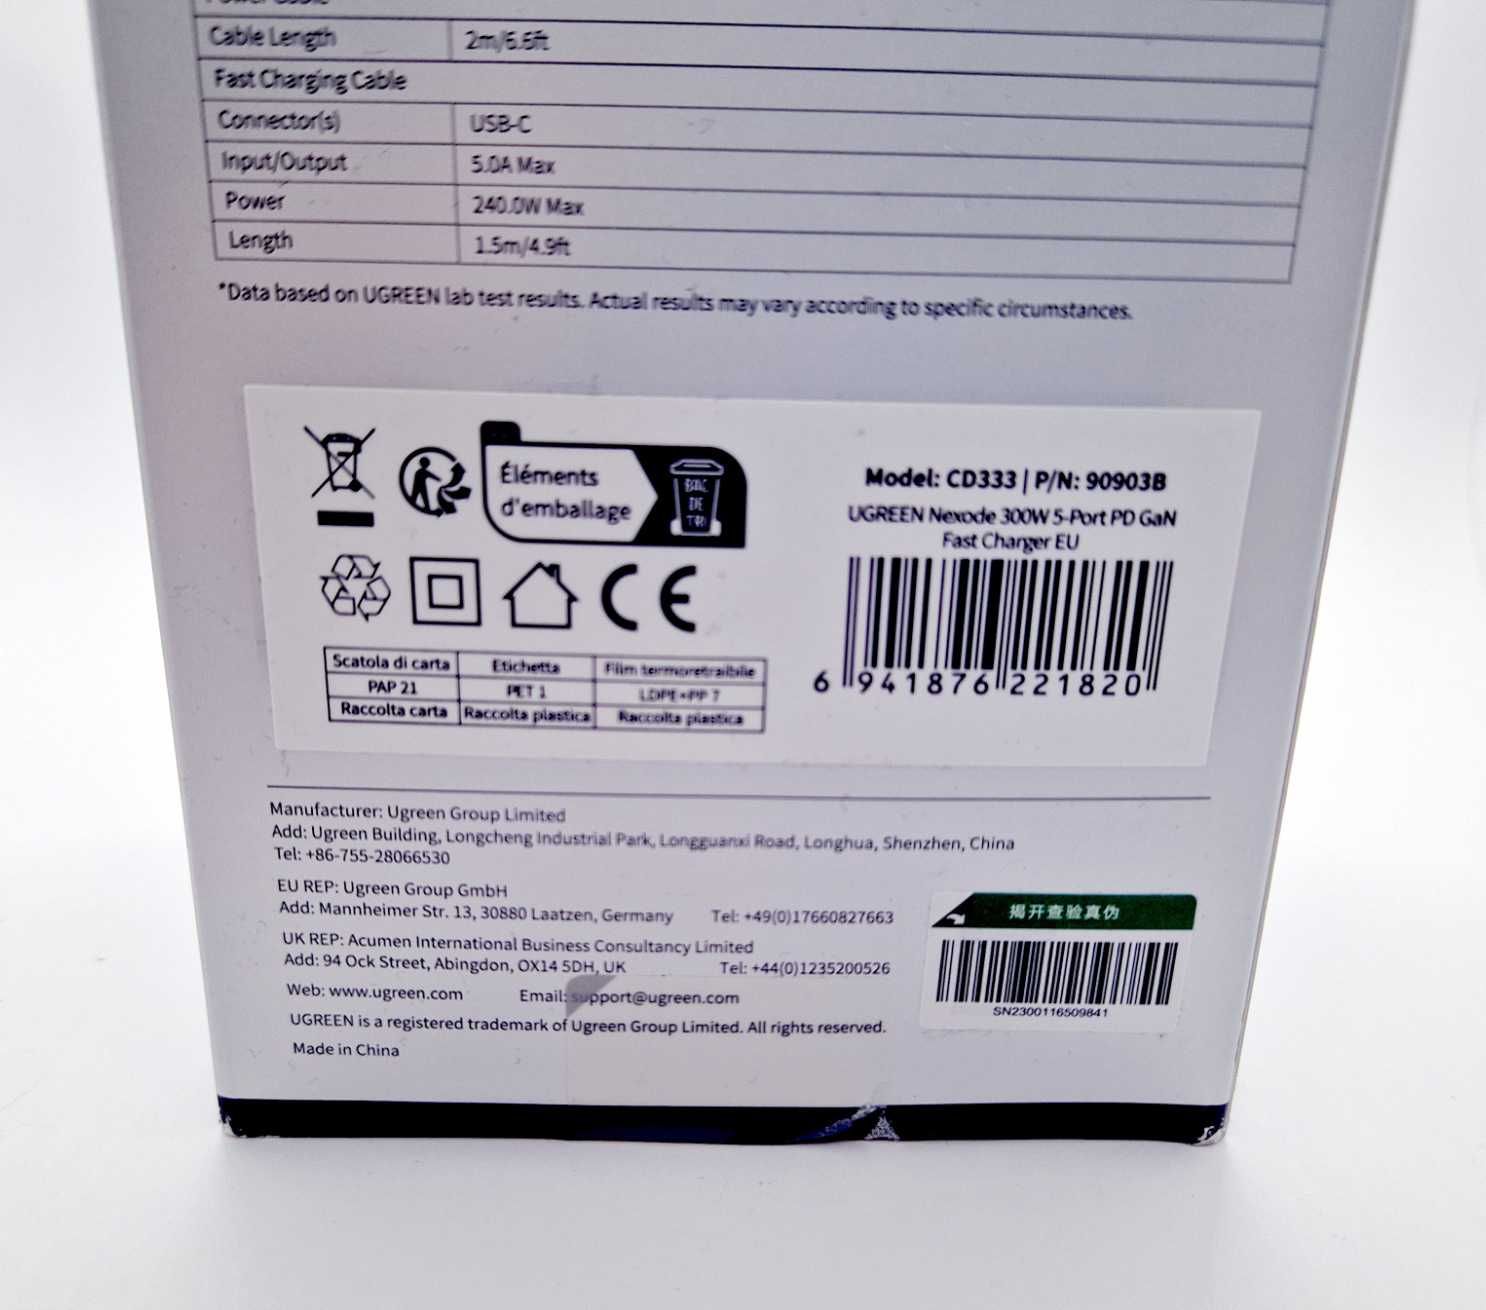 Power Cable
Cable Length 2m/6.6ft
Fast Charging Cable
Connector(s) USB-C
Input/Output 5.0A Max
Power 240.0W Max
Length 1.5m/4.9ft
*Data based on UGREEN lab test results. Actual results may vary according to specific circumstances.
Éléments
d'emballage
BAC
DE
TRI
CE
Scatola di carta Etichetta Film termoretraibile
PAP 21 PET 1 LDPE+PP 7
Raccolta carta Raccolta plastica Raccolta plastica
Model: CD333 | P/N: 90903B
UGREEN Nexode 300W 5-Port PD GaN
Fast Charger EU
6 941876 221820
Manufacturer: Ugreen Group Limited
Add: Ugreen Building, Longcheng Industrial Park, Longguanxi Road, Longhua, Shenzhen, China
Tel: +86-755-28066530
EU REP: Ugreen Group GmbH
Add: Mannheimer Str. 13, 30880 Laatzen, Germany Tel: +49(0)17660827663
UK REP: Acumen International Business Consultancy Limited
Add: 94 Ock Street, Abingdon, OX14 5DH, UK Tel: +44(0)1235200526
Web: www.ugreen.com Email: support@ugreen.com
UGREEN is a registered trademark of Ugreen Group Limited. All rights reserved.
Made in China
揭开查验真伪
SN2300116509841